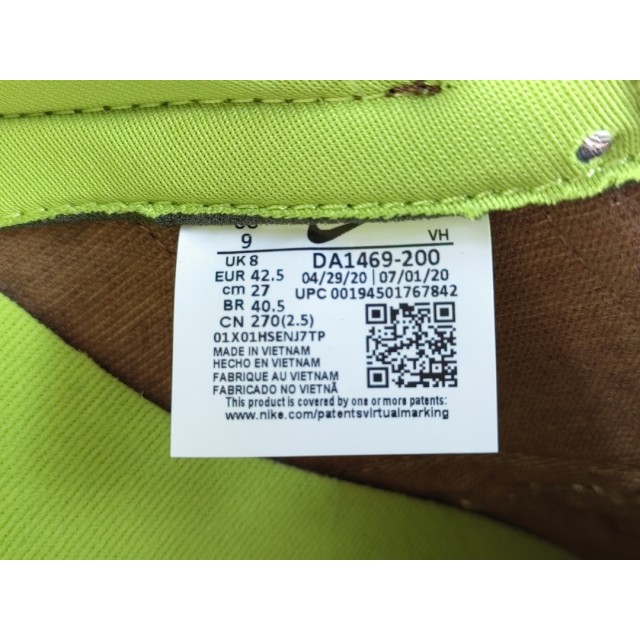 9
VH
UK 8
DA1469-200
EUR 42.5
04/29/20 07/01/20
cm 27
UPC 00194501767842
BR 40.5
CN 270(2.5)
01X01HSENJ7TP
MADE IN VIETNAM
HECHO EN VIETNAM
FABRIQUE AU VIETNAM
FABRICADO NO VIETNÃ
This product is covered by one or more patents:
www.nike.com/patentsvirtualmarking